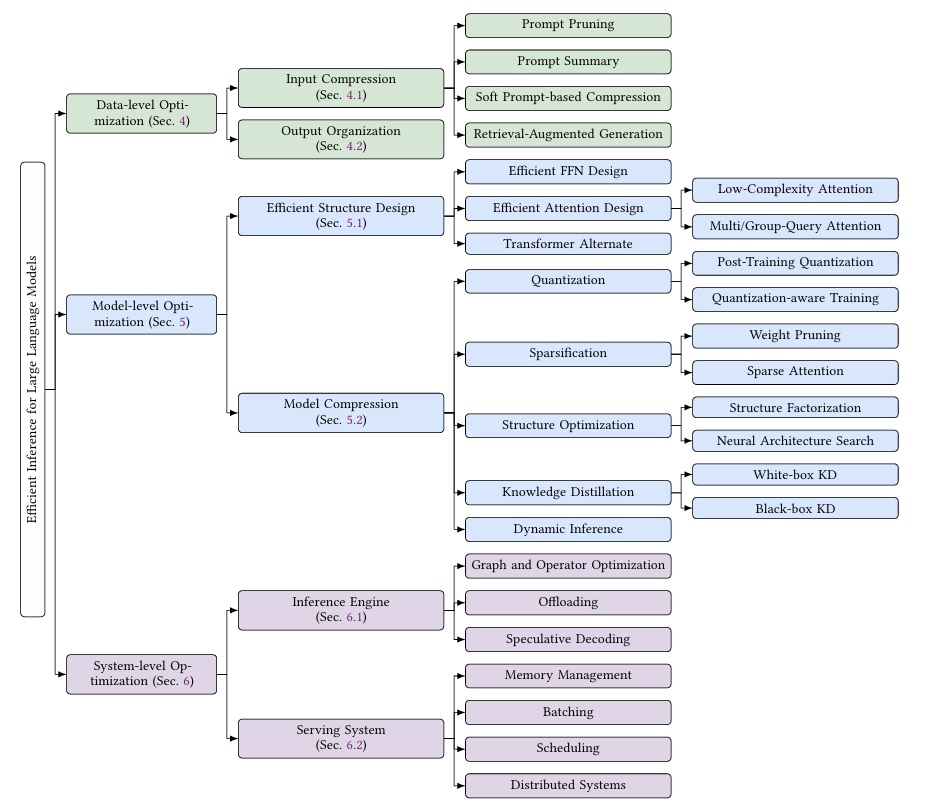 Efficient Inference for Large Language Models
Data-level Opti-
mization (Sec. 4)
Input Compression
(Sec. 4.1)
Prompt Pruning
Prompt Summary
Soft Prompt-based Compression
Retrieval-Augmented Generation
Output Organization
(Sec. 4.2)
Model-level Opti-
mization (Sec. 5)
Efficient Structure Design
(Sec. 5.1)
Efficient FFN Design
Efficient Attention Design
Low-Complexity Attention
Multi/Group-Query Attention
Transformer Alternate
Model Compression
(Sec. 5.2)
Quantization
Post-Training Quantization
Quantization-aware Training
Sparsification
Weight Pruning
Sparse Attention
Structure Optimization
Structure Factorization
Neural Architecture Search
Knowledge Distillation
White-box KD
Black-box KD
Dynamic Inference
System-level Op-
timization (Sec. 6)
Inference Engine
(Sec. 6.1)
Graph and Operator Optimization
Offloading
Speculative Decoding
Serving System
(Sec. 6.2)
Memory Management
Batching
Scheduling
Distributed Systems